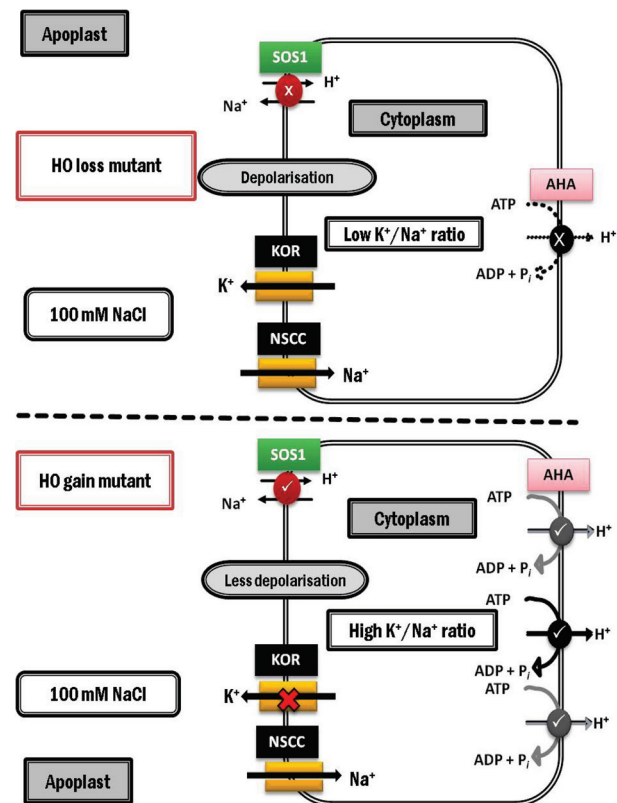 Apoplast
SOS1
H⁺
X
Na⁺
Cytoplasm
HO loss mutant
Depolarisation
AHA
ATP
Low K⁺/Na⁺ ratio
X
H⁺
KOR
ADP + Pᵢ
K⁺
100 mM NaCl
NSCC
Na⁺
SOS1
HO gain mutant
H⁺
AHA
Na⁺
ATP
Cytoplasm
H⁺
ADP + Pᵢ
Less depolarisation
ATP
High K⁺/Na⁺ ratio
H⁺
KOR
ADP + Pᵢ
100 mM NaCl
K⁺
ATP
NSCC
H⁺
Na⁺
ADP + Pᵢ
Apoplast